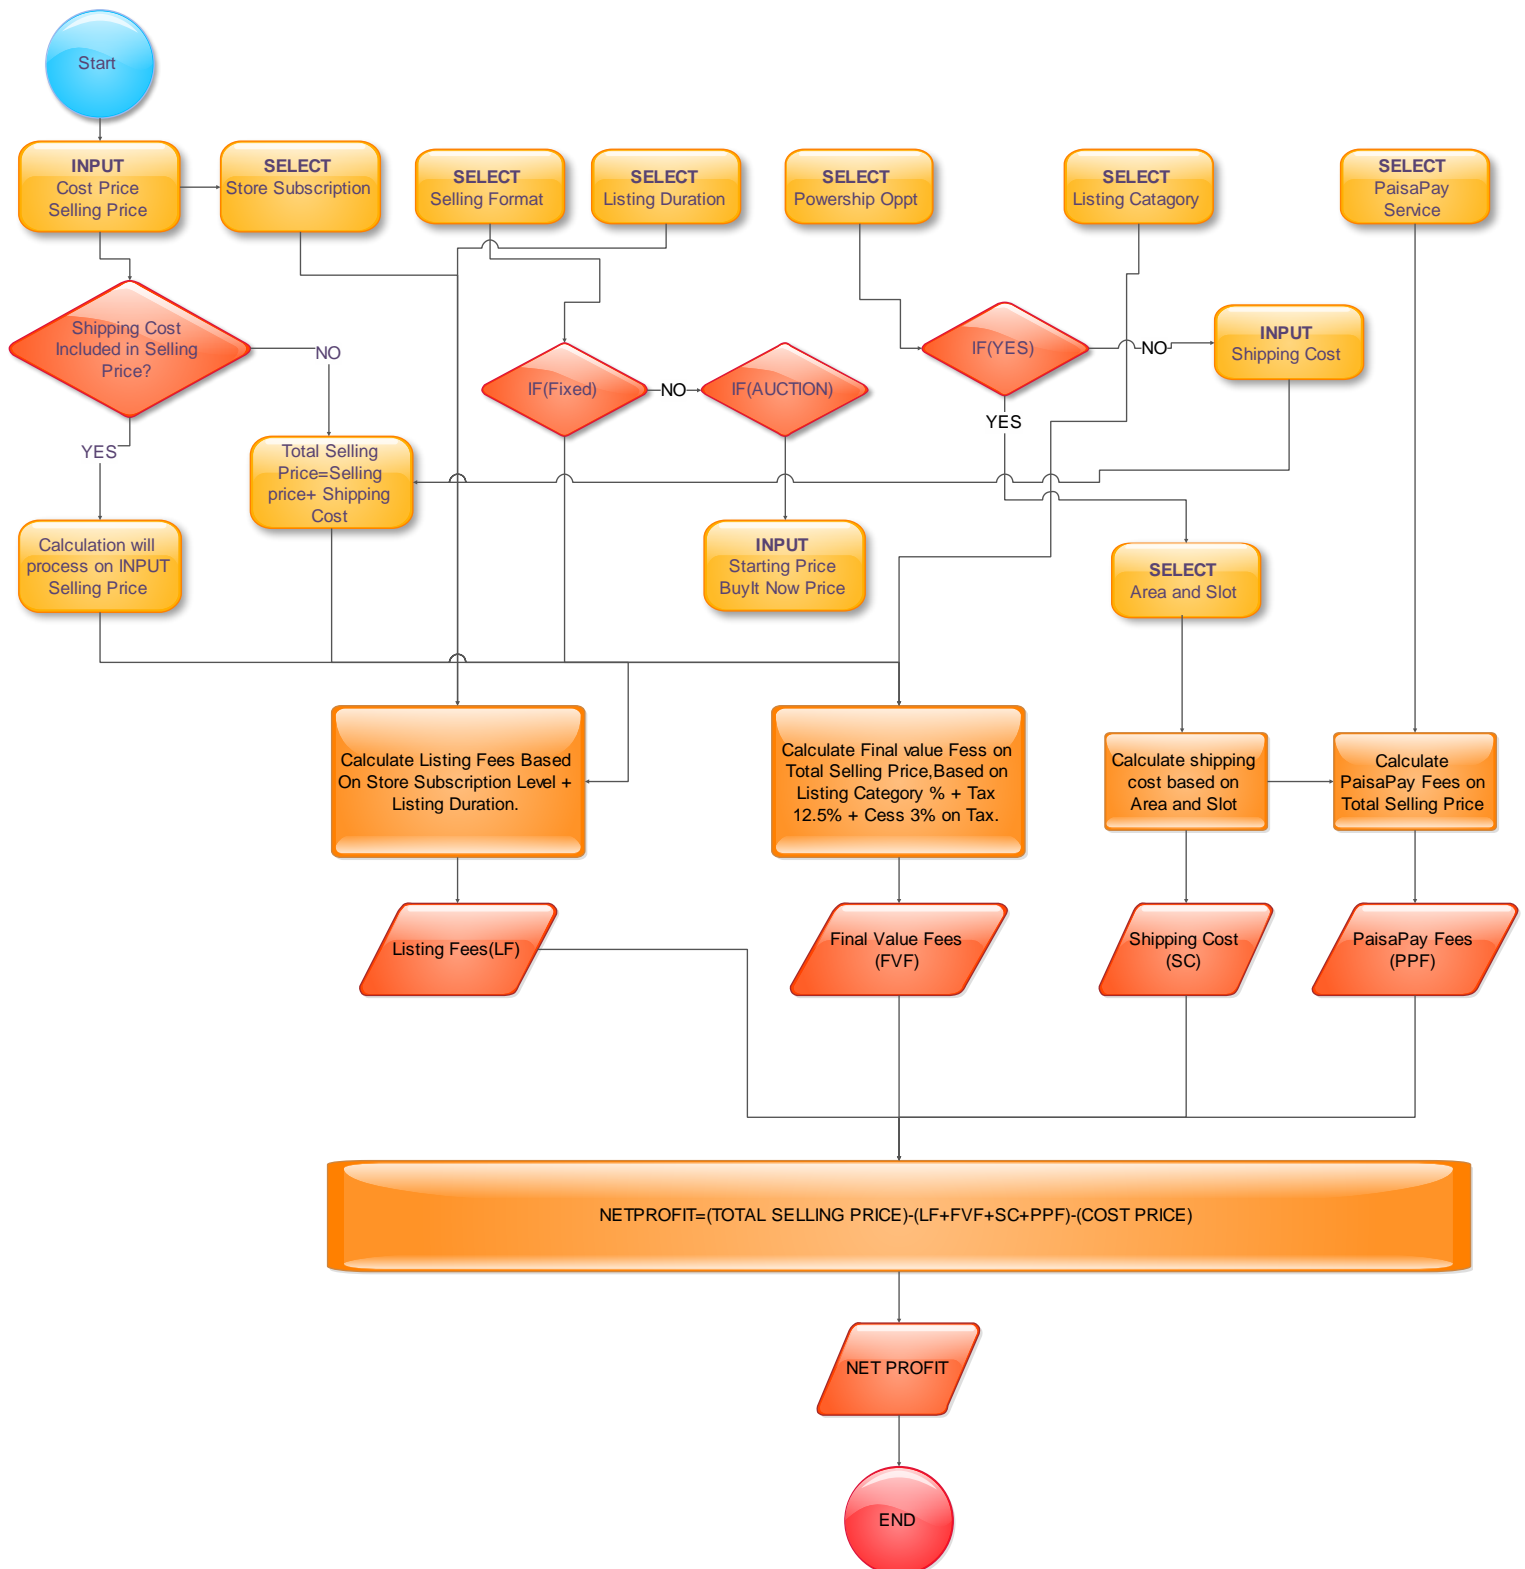 Start
INPUT
Cost Price
Selling Price
SELECT
Store Subscription
SELECT
Selling Format
SELECT
Listing Duration
SELECT
Powership Oppt
SELECT
Listing Catagory
SELECT
PaisaPay
Service
Shipping Cost
Included in Selling
Price?
NO
YES
IF(Fixed)
NO
IF(AUCTION)
IF(YES)
NO
YES
INPUT
Shipping Cost
Total Selling
Price=Selling
price+ Shipping
Cost
Calculation will
process on INPUT
Selling Price
INPUT
Starting Price
BuyIt Now Price
SELECT
Area and Slot
Calculate Listing Fees Based
On Store Subscription Level +
Listing Duration.
Calculate Final value Fess on
Total Selling Price,Based on
Listing Category % + Tax
12.5% + Cess 3% on Tax.
Calculate shipping
cost based on
Area and Slot
Calculate
PaisaPay Fees on
Total Selling Price
Listing Fees(LF)
Final Value Fees
(FVF)
Shipping Cost
(SC)
PaisaPay Fees
(PPF)
NETPROFIT=(TOTAL SELLING PRICE)-(LF+FVF+SC+PPF)-(COST PRICE)
NET PROFIT
END